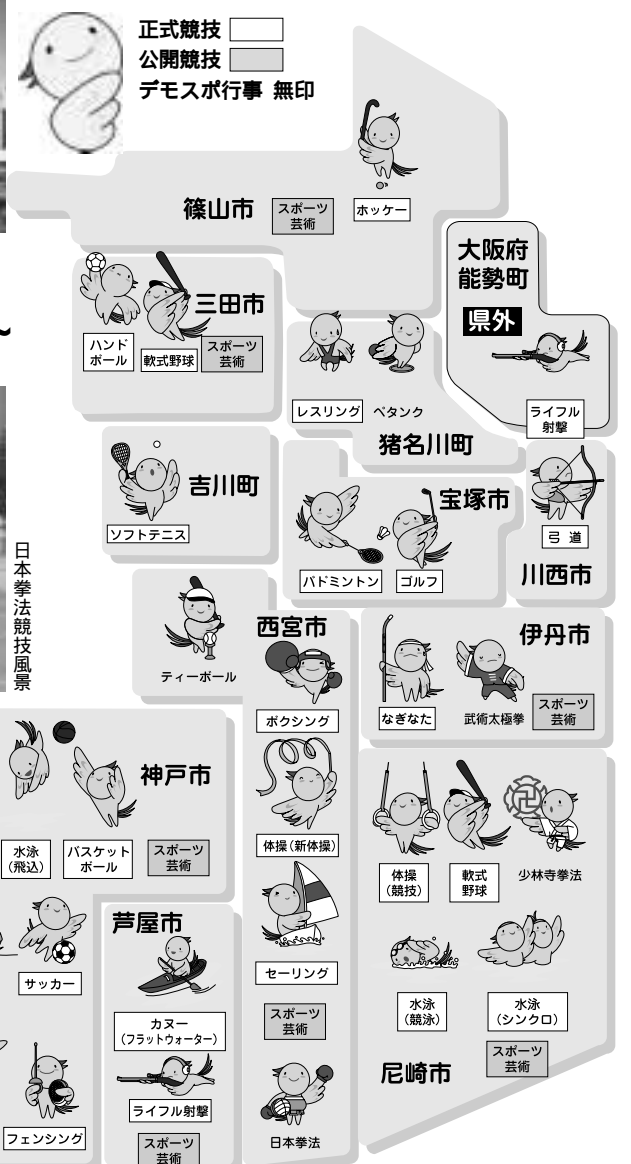 正式競技
公開競技
デモスポ行事 無印
篠山市
スポーツ
芸術
ホッケー
大阪府
能勢町
県外
ライフル
射撃
三田市
ハンド
ボール
軟式野球
スポーツ
芸術
レスリング
ペタンク
猪名川町
吉川町
ソフトテニス
宝塚市
バドミントン
ゴルフ
弓 道
川西市
日本拳法競技風景
ティーボール
西宮市
ボクシング
体操(新体操)
セーリング
スポーツ
芸術
日本拳法
伊丹市
なぎなた
武術太極拳
スポーツ
芸術
神戸市
水泳
(飛込)
バスケット
ボール
スポーツ
芸術
サッカー
フェンシング
芦屋市
カヌー
(フラットウォーター)
ライフル射撃
スポーツ
芸術
体操
(競技)
軟式
野球
少林寺拳法
水泳
(競泳)
水泳
(シンクロ)
スポーツ
芸術
尼崎市